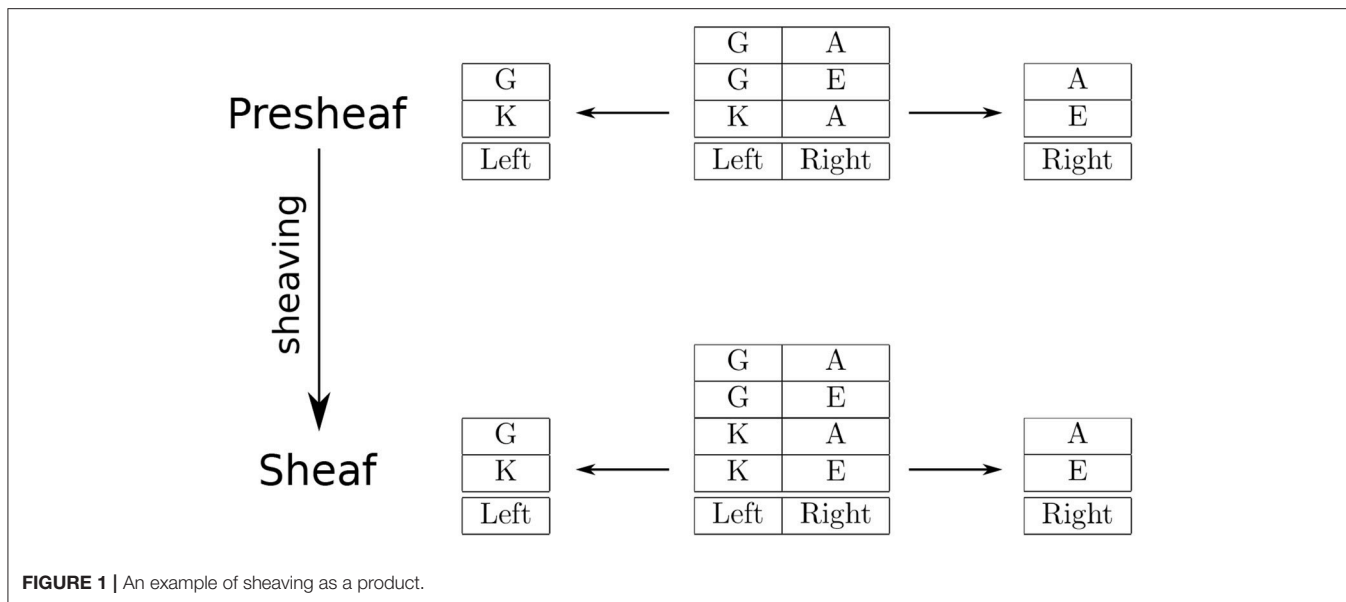 G A
G G E A
Presheaf K K A E
Left Left Right Right
sheaving
G A
G E
G K A A
Sheaf K K E E
Left Left Right Right
FIGURE 1 | An example of sheaving as a product.